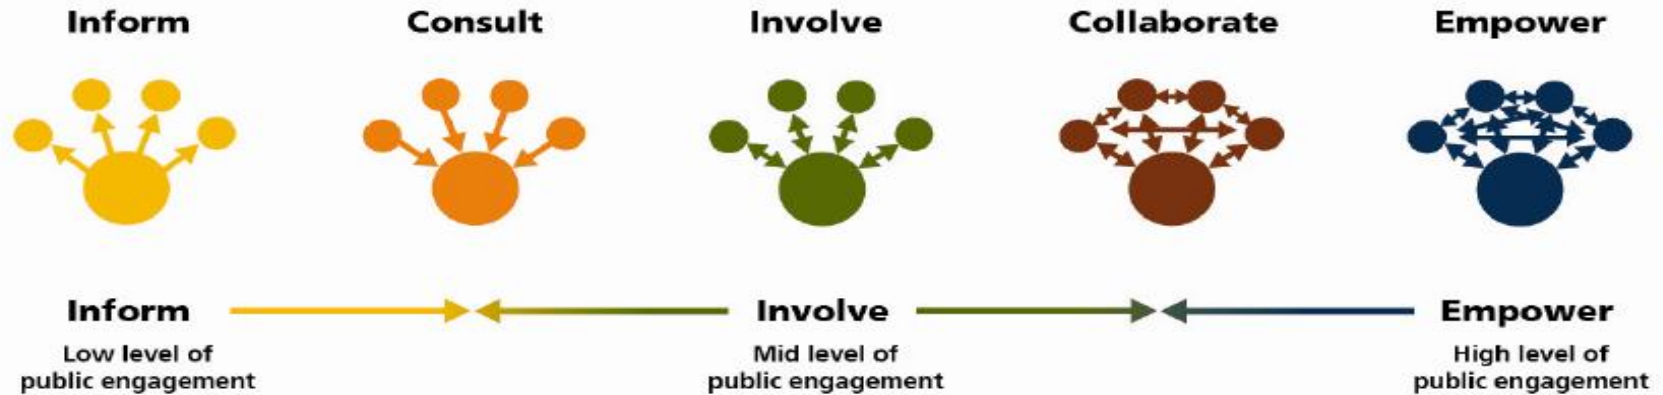 Inform Consult Involve Collaborate Empower
Inform Involve Empower
Low level of Mid level of High level of
public engagement public engagement public engagement